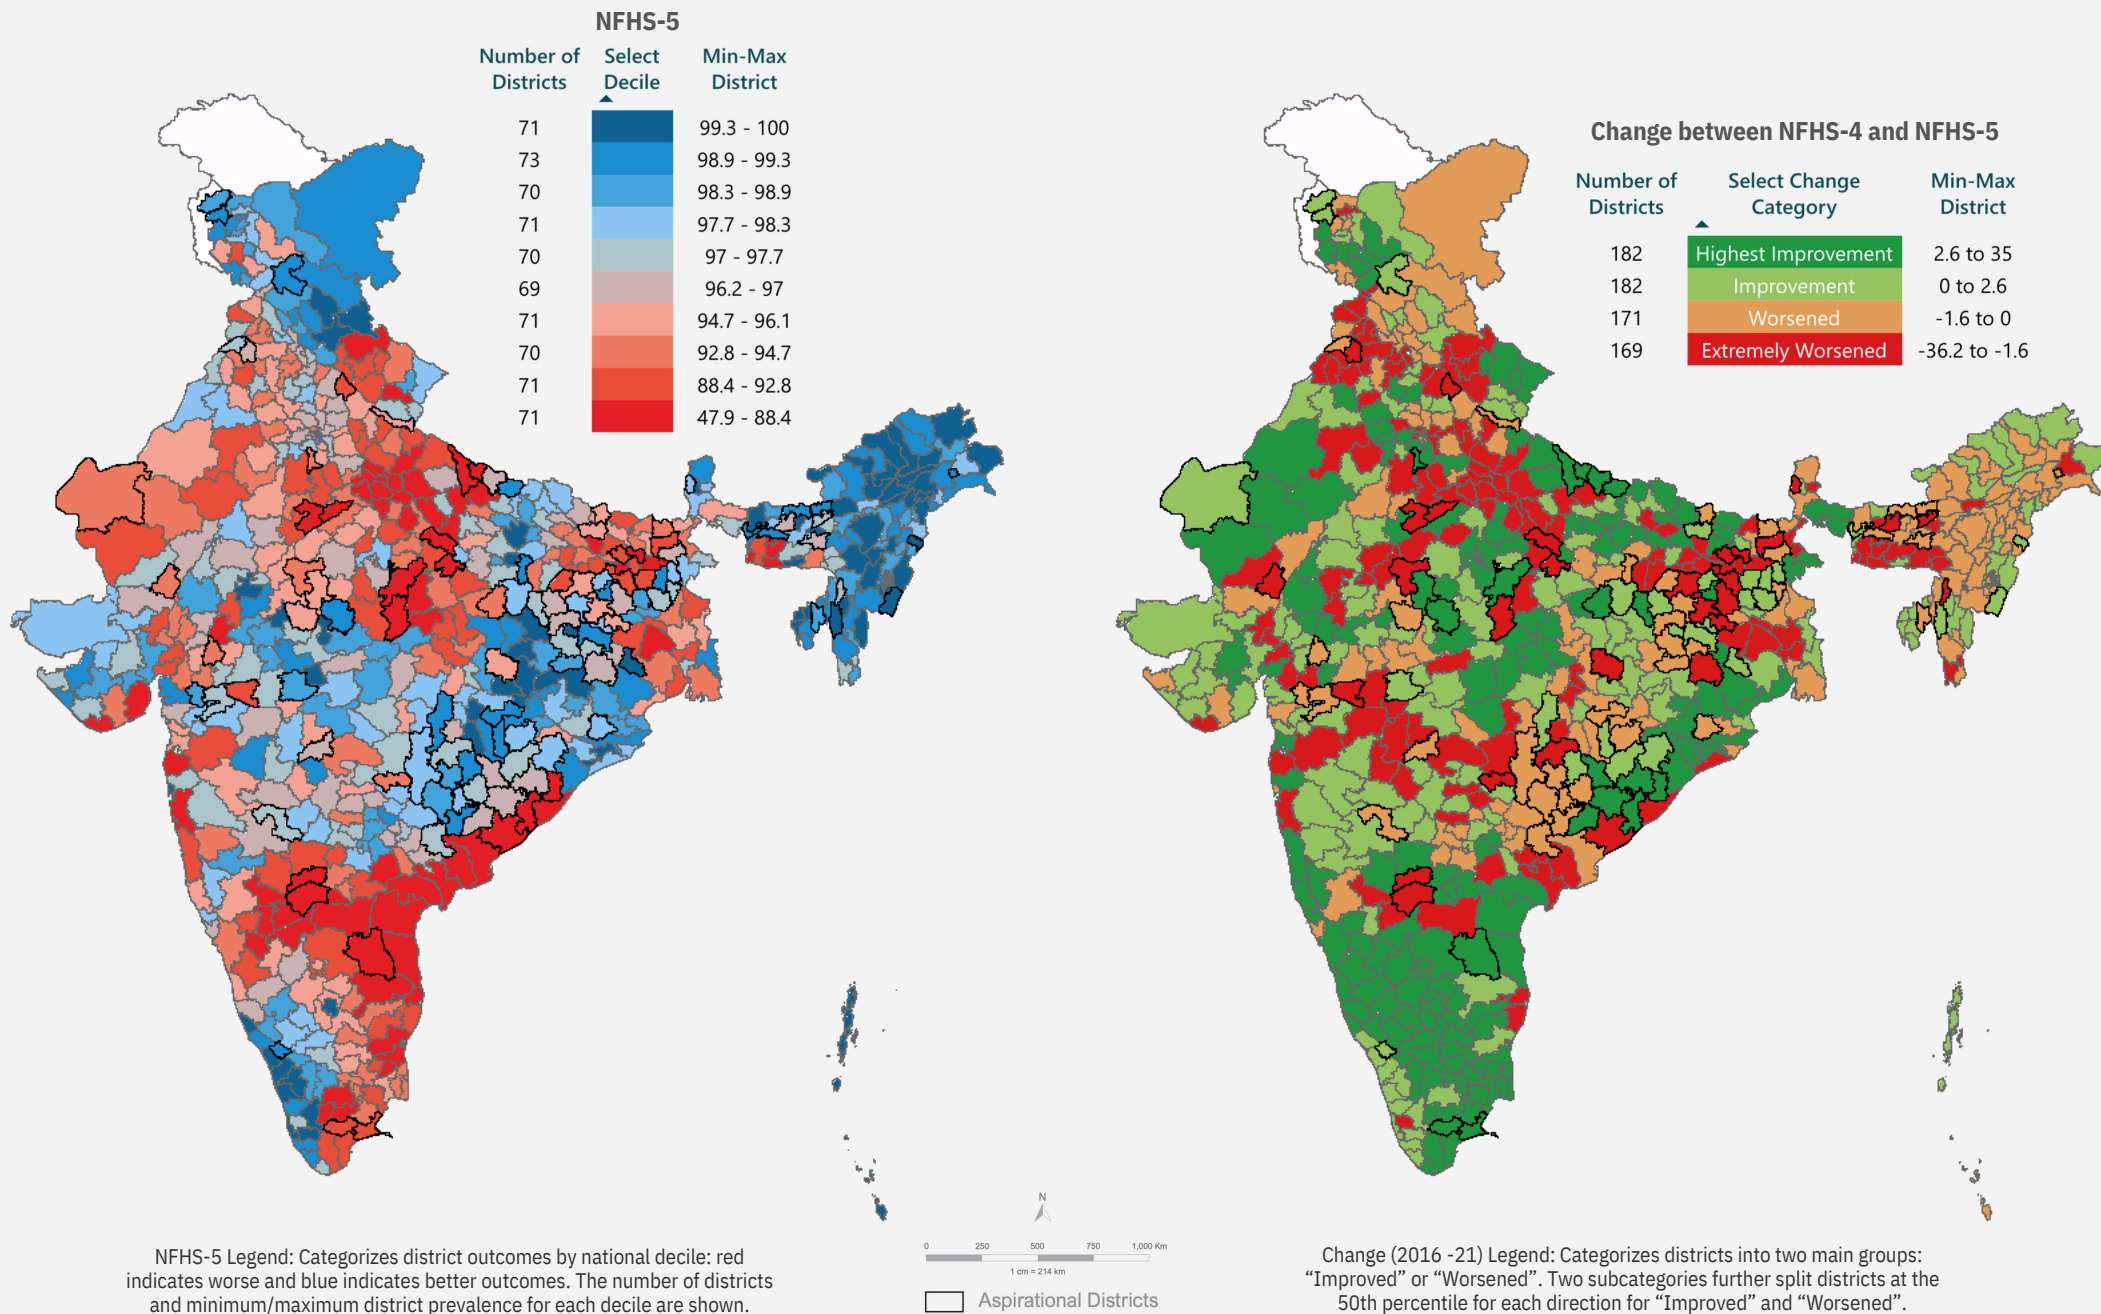 NFHS-5
Number of Districts Select Decile Min-Max District
71 99.3 - 100
73 98.9 - 99.3
70 98.3 - 98.9
71 97.7 - 98.3
70 97 - 97.7
69 96.2 - 97
71 94.7 - 96.1
70 92.8 - 94.7
71 88.4 - 92.8
71 47.9 - 88.4
Change between NFHS-4 and NFHS-5
Number of Districts Select Change Category Min-Max District
182 Highest Improvement 2.6 to 35
182 Improvement 0 to 2.6
171 Worsened -1.6 to 0
169 Extremely Worsened -36.2 to -1.6
NFHS-5 Legend: Categorizes district outcomes by national decile: red
indicates worse and blue indicates better outcomes. The number of districts
and minimum/maximum district prevalence for each decile are shown.
N
0 250 500 750 1,000 Km
1 cm = 214 km
Aspirational Districts
Change (2016 -21) Legend: Categorizes districts into two main groups:
“Improved” or “Worsened”. Two subcategories further split districts at the
50th percentile for each direction for “Improved” and “Worsened”.